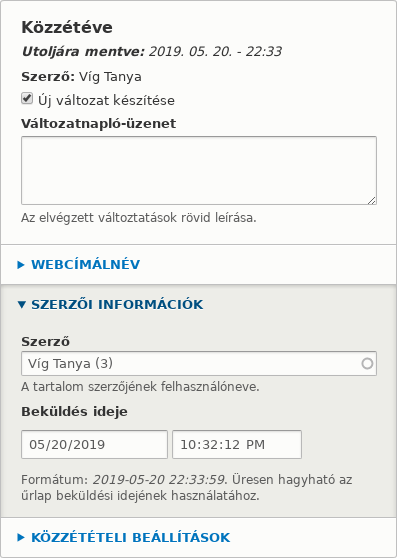 Közzétéve
Utoljára mentve: 2019. 05. 20. - 22:33
Szerző: Víg Tanya
Új változat készítése
Változatnapló-üzenet
Az elvégzett változtatások rövid leírása.
WEBCÍMÁLNÉV
SZERZŐI INFORMÁCIÓK
Szerző
Víg Tanya (3)
A tartalom szerzőjének felhasználóneve.
Beküldés ideje
05/20/2019 10:32:12 PM
Formátum: 2019-05-20 22:33:59. Üresen hagyható az
űrlap beküldési idejének használatához.
KÖZZÉTÉTELI BEÁLLÍTÁSOK